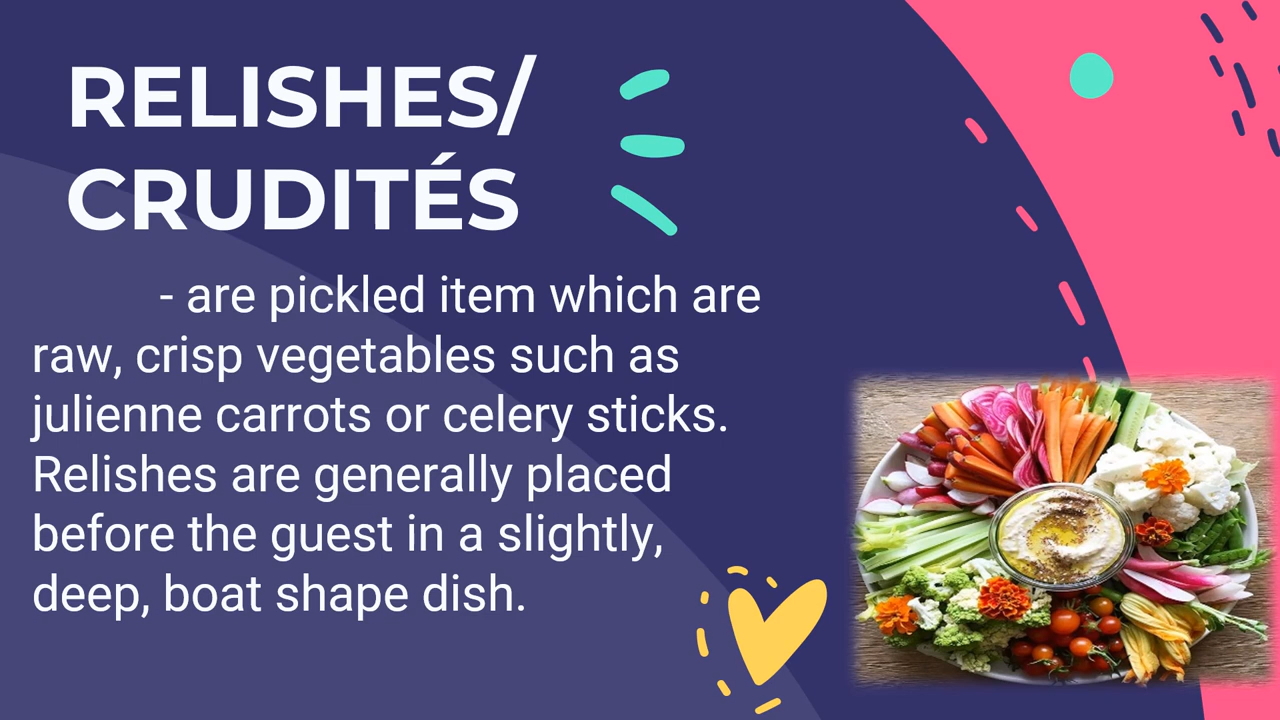 RELISHES/
CRUDITÉS
- are pickled item which are
raw, crisp vegetables such as
julienne carrots or celery sticks.
Relishes are generally placed
before the guest in a slightly,
deep, boat shape dish.